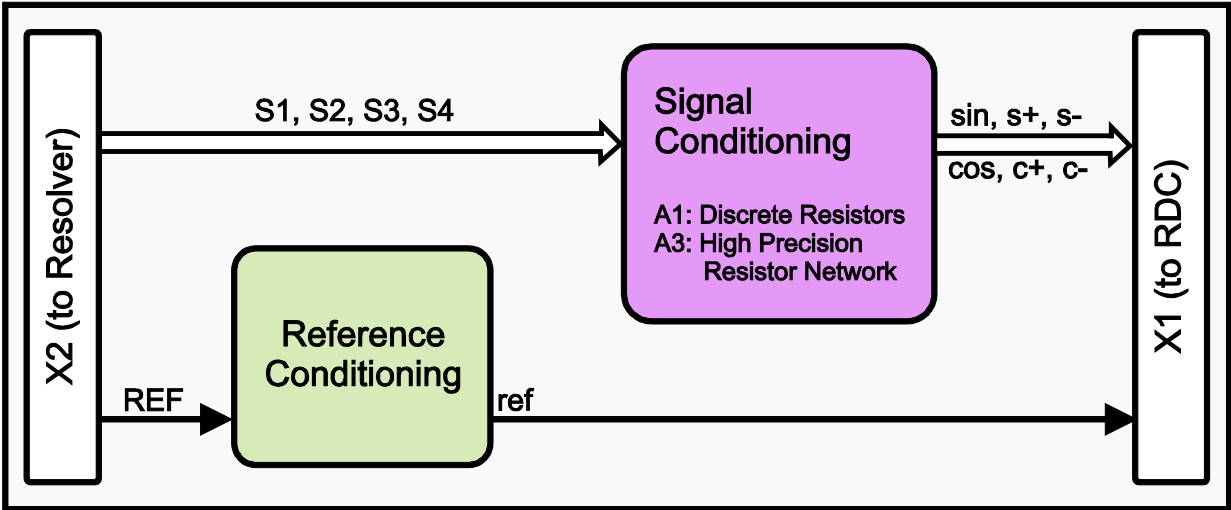 X2 (to Resolver)
S1, S2, S3, S4
Signal
Conditioning
A1: Discrete Resistors
A3: High Precision
Resistor Network
sin, s+, s-
cos, c+, c-
X1 (to RDC)
Reference
Conditioning
REF
ref